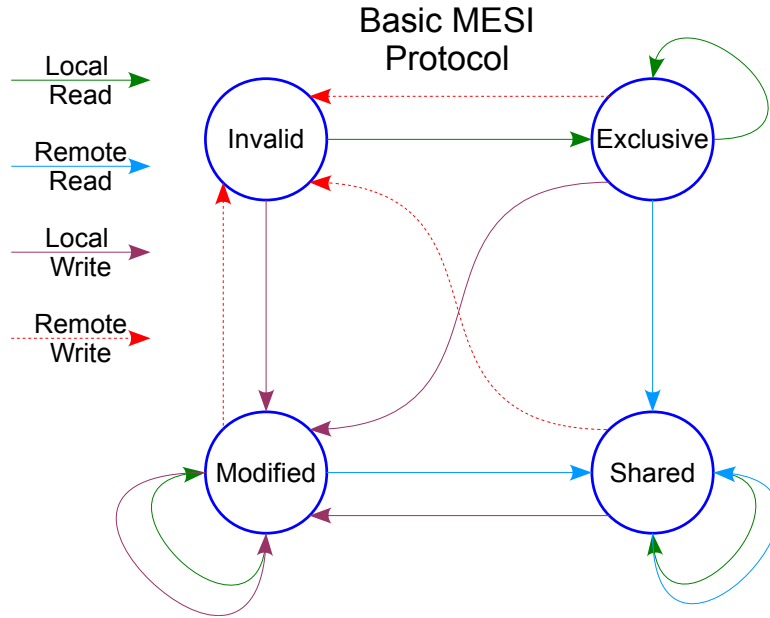 Basic MESI
Protocol
Local
Read
Remote
Read
Local
Write
Remote
Write
Invalid
Exclusive
Modified
Shared